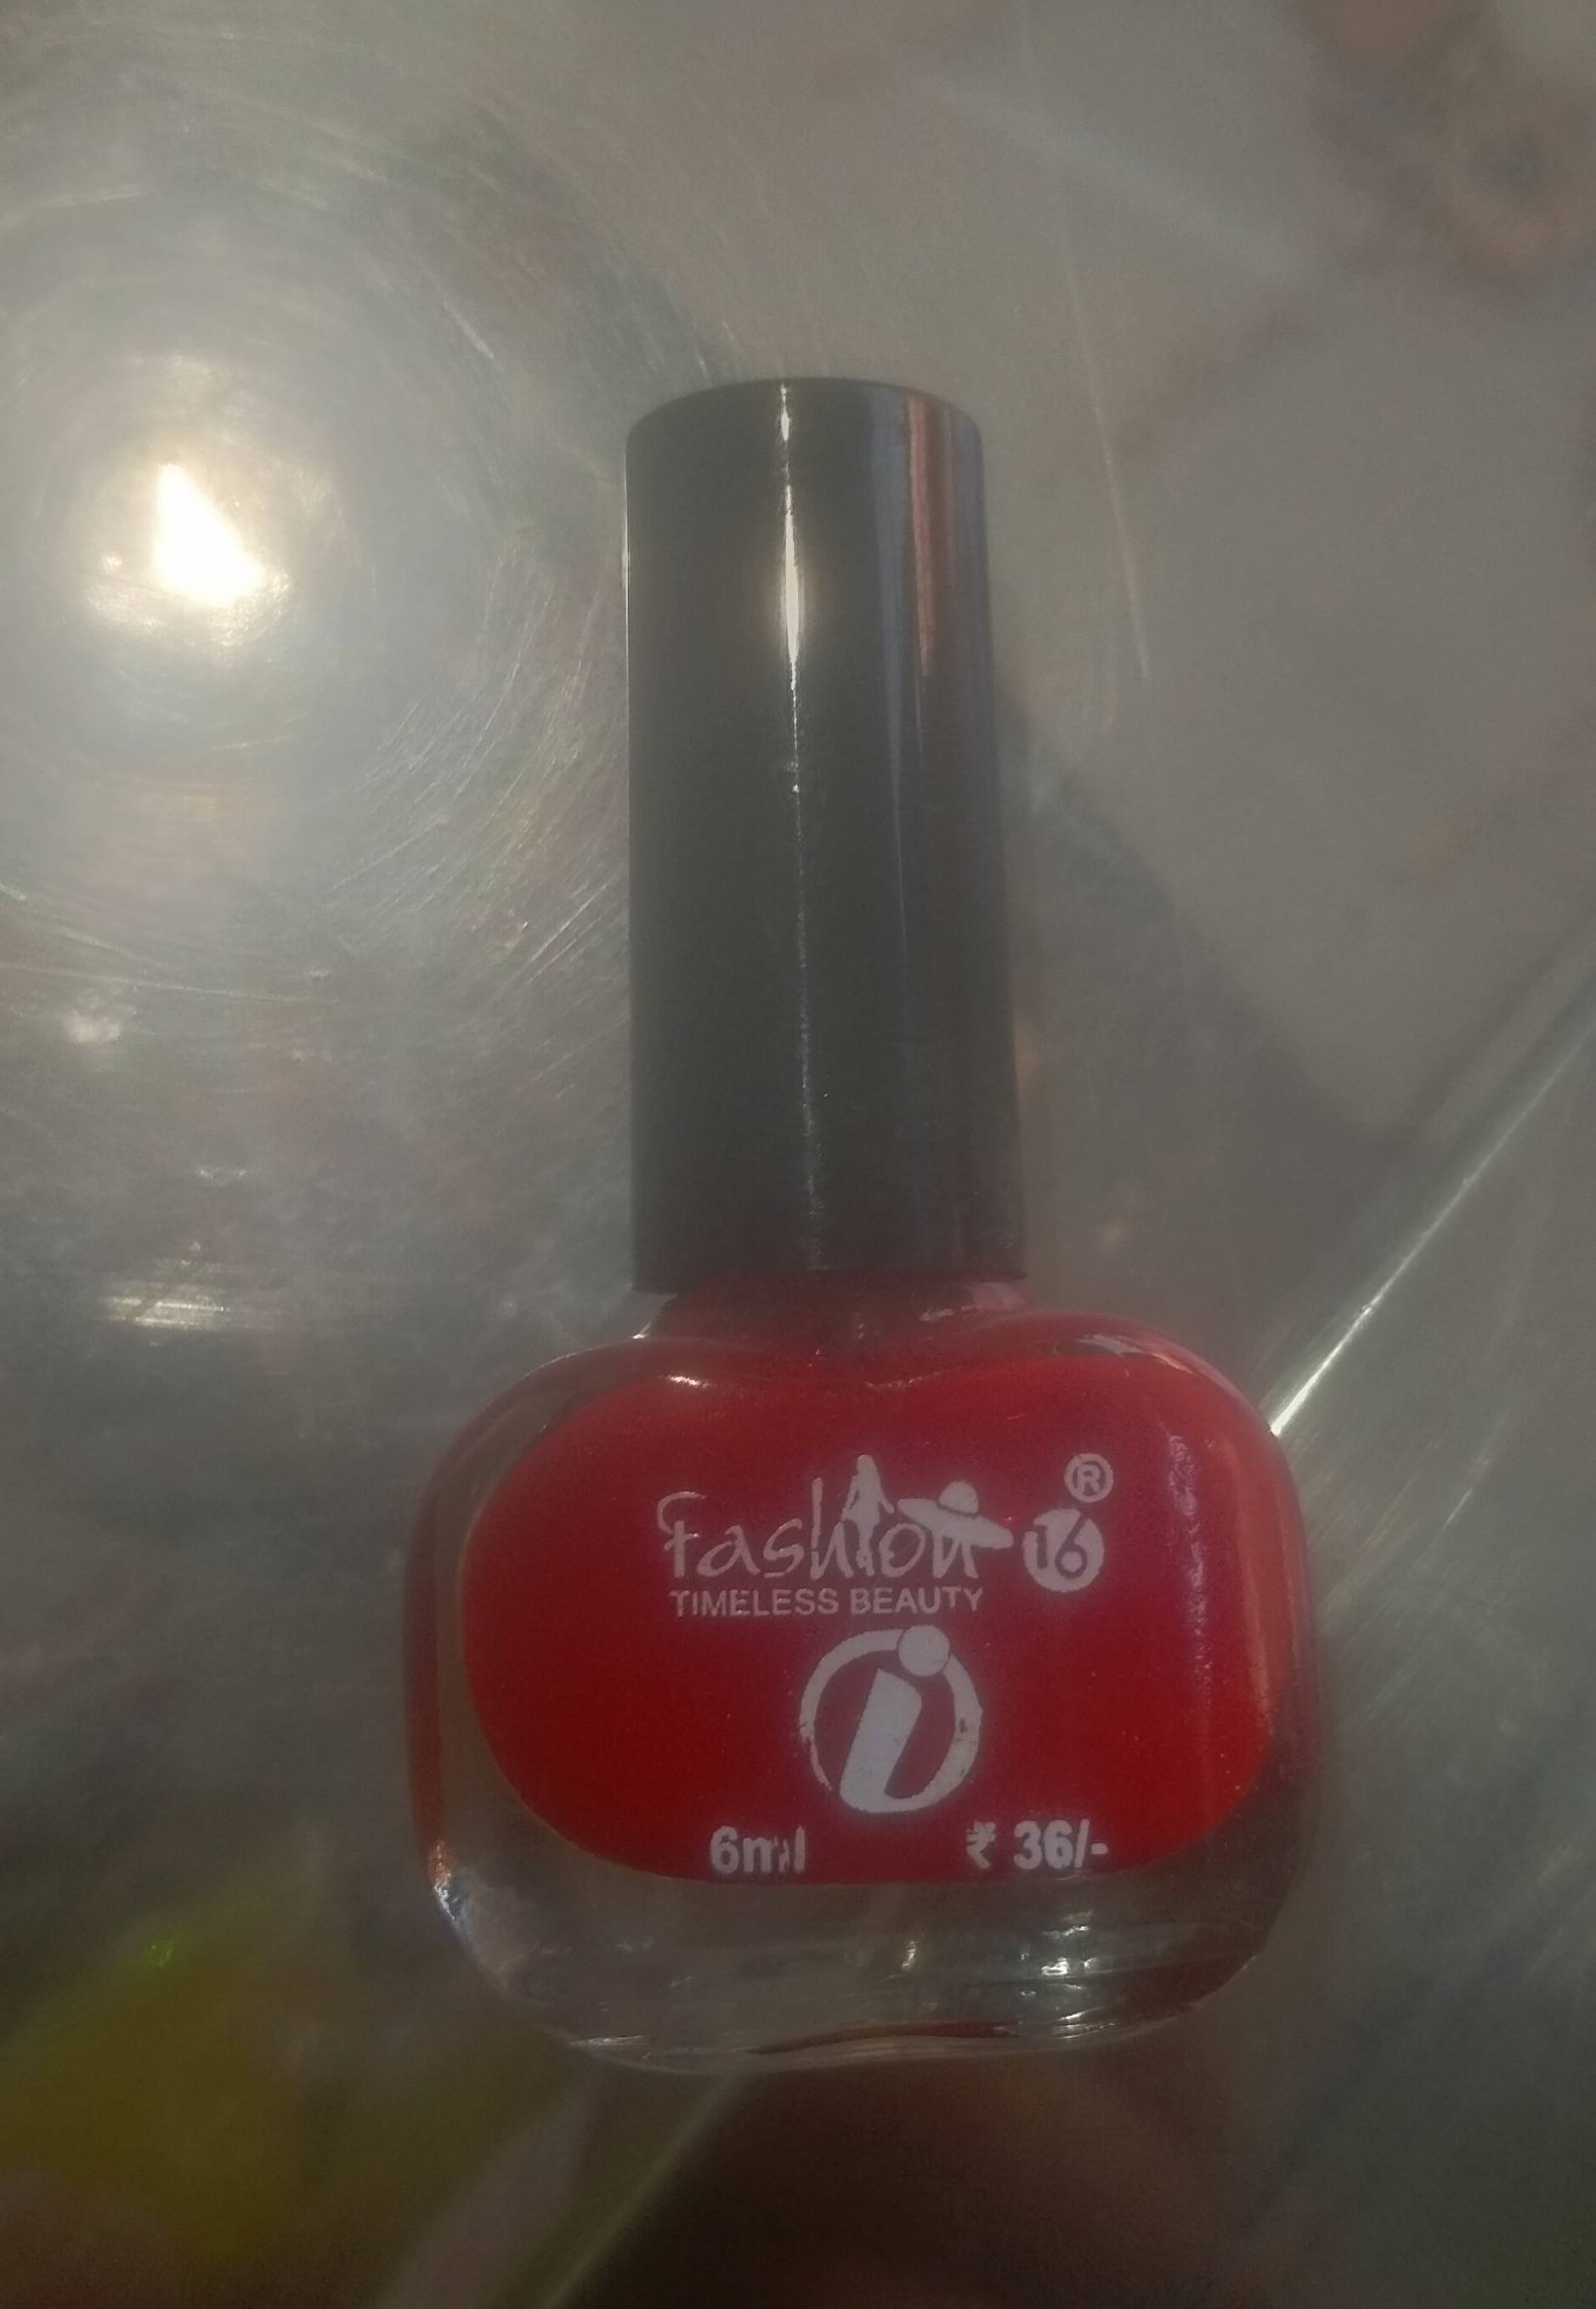 Fashion 16 ®
TIMELESS BEAUTY
i
6ml ₹ 36/-